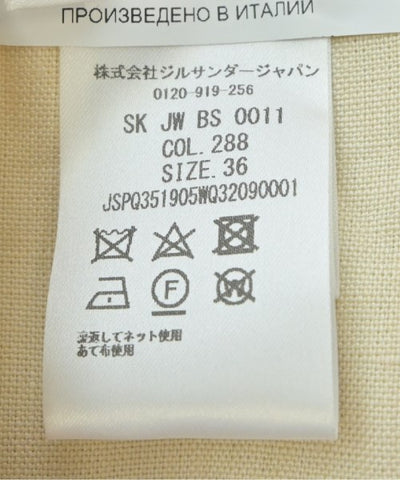 ПРОИЗВЕДЕНО В ИТАЛИИ
株式会社ジルサンダージャパン
0120-919-256
SK JW BS 0011
COL. 288
SIZE. 36
JSPQ351905WQ32090001
F
W
裏返してネット使用
あて布使用